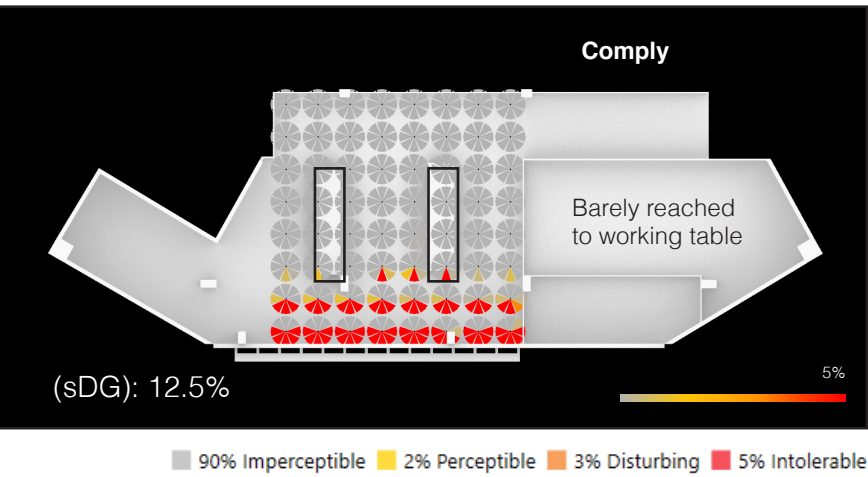 Comply
Barely reached
to working table
(sDG): 12.5%
5%
90% Imperceptible 2% Perceptible 3% Disturbing 5% Intolerable